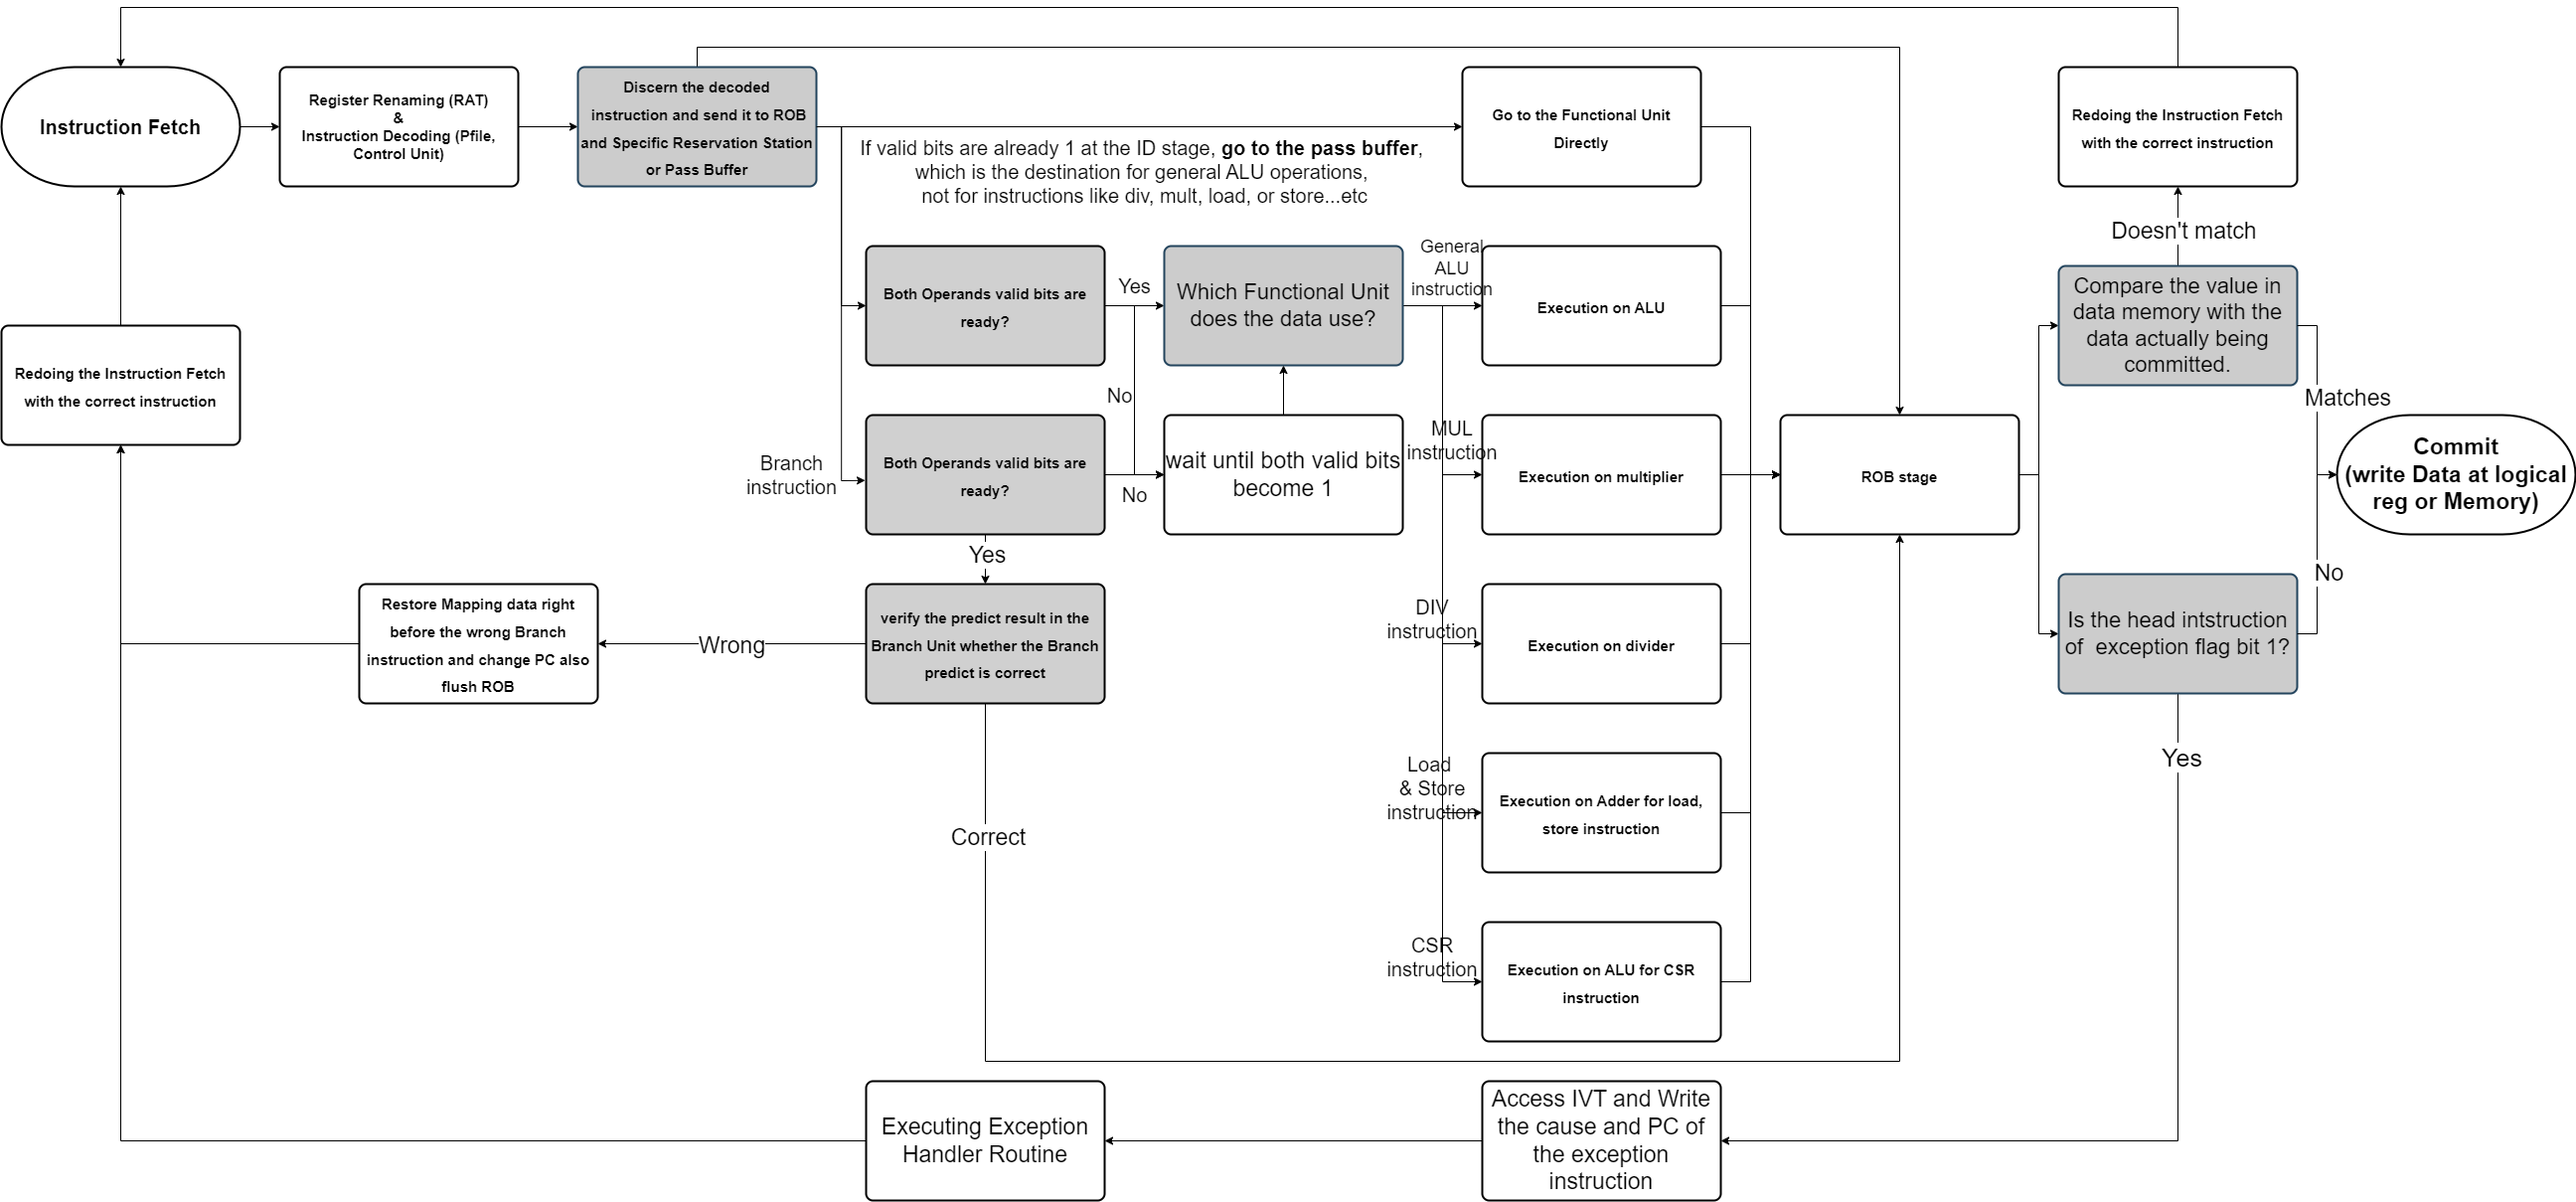 Instruction Fetch
Register Renaming (RAT)
&
Instruction Decoding (Pfile,
Control Unit)
Discern the decoded
instruction and send it to ROB
and Specific Reservation Station
or Pass Buffer
If valid bits are already 1 at the ID stage, go to the pass buffer,
which is the destination for general ALU operations,
not for instructions like div, mult, load, or store...etc
Go to the Functional Unit
Directly
Redoing the Instruction Fetch
with the correct instruction
Doesn't match
Both Operands valid bits are
ready?
Yes
Which Functional Unit
does the data use?
General
ALU
instruction
Execution on ALU
Compare the value in
data memory with the
data actually being
committed.
Matches
Redoing the Instruction Fetch
with the correct instruction
No
Branch
instruction
Both Operands valid bits are
ready?
No
wait until both valid bits
become 1
MUL
instruction
Execution on multiplier
ROB stage
Commit
(write Data at logical
reg or Memory)
Yes
No
Restore Mapping data right
before the wrong Branch
instruction and change PC also
flush ROB
Wrong
verify the predict result in the
Branch Unit whether the Branch
predict is correct
DIV
instruction
Execution on divider
Is the head intstruction
of exception flag bit 1?
Yes
Load
& Store
instruction
Execution on Adder for load,
store instruction
Correct
CSR
instruction
Execution on ALU for CSR
instruction
Executing Exception
Handler Routine
Access IVT and Write
the cause and PC of
the exception
instruction